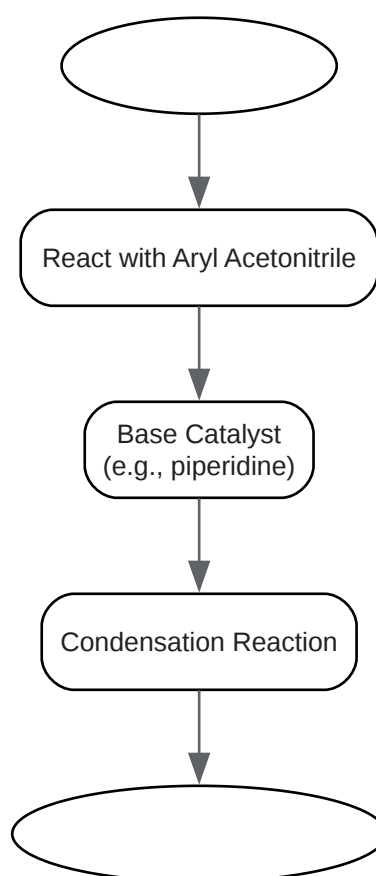 React with Aryl Acetonitrile
Base Catalyst
(e.g., piperidine)
Condensation Reaction